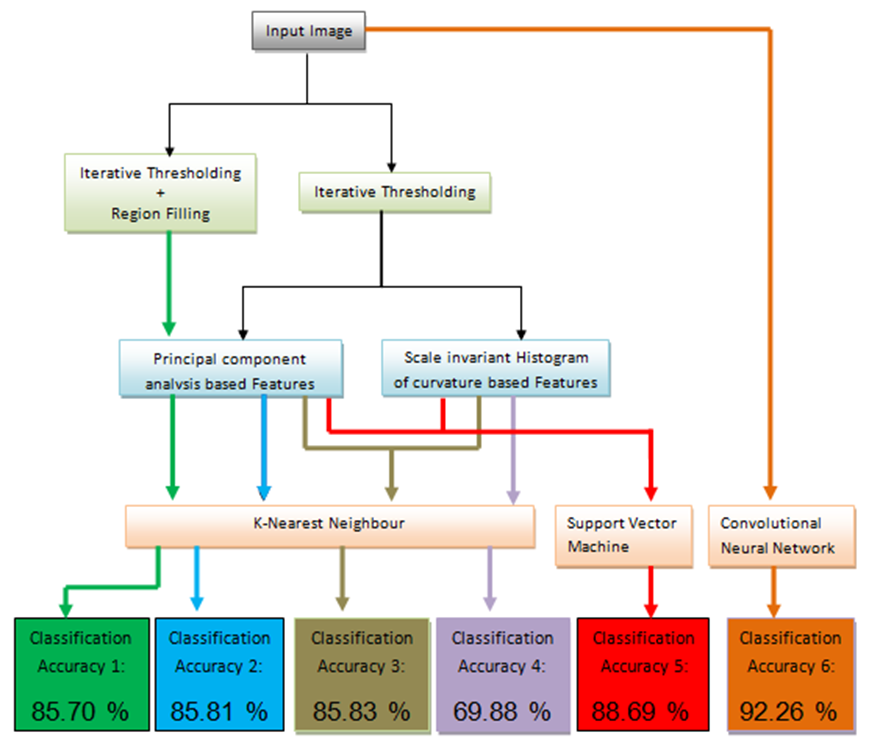 Input Image
Iterative Thresholding
+
Region Filling
Iterative Thresholding
Principal component
analysis based Features
Scale invariant Histogram
of curvature based Features
K-Nearest Neighbour
Support Vector
Machine
Convolutional
Neural Network
Classification
Accuracy 1:
85.70 %
Classification
Accuracy 2:
85.81 %
Classification
Accuracy 3:
85.83 %
Classification
Accuracy 4:
69.88 %
Classification
Accuracy 5:
88.69 %
Classification
Accuracy 6:
92.26 %